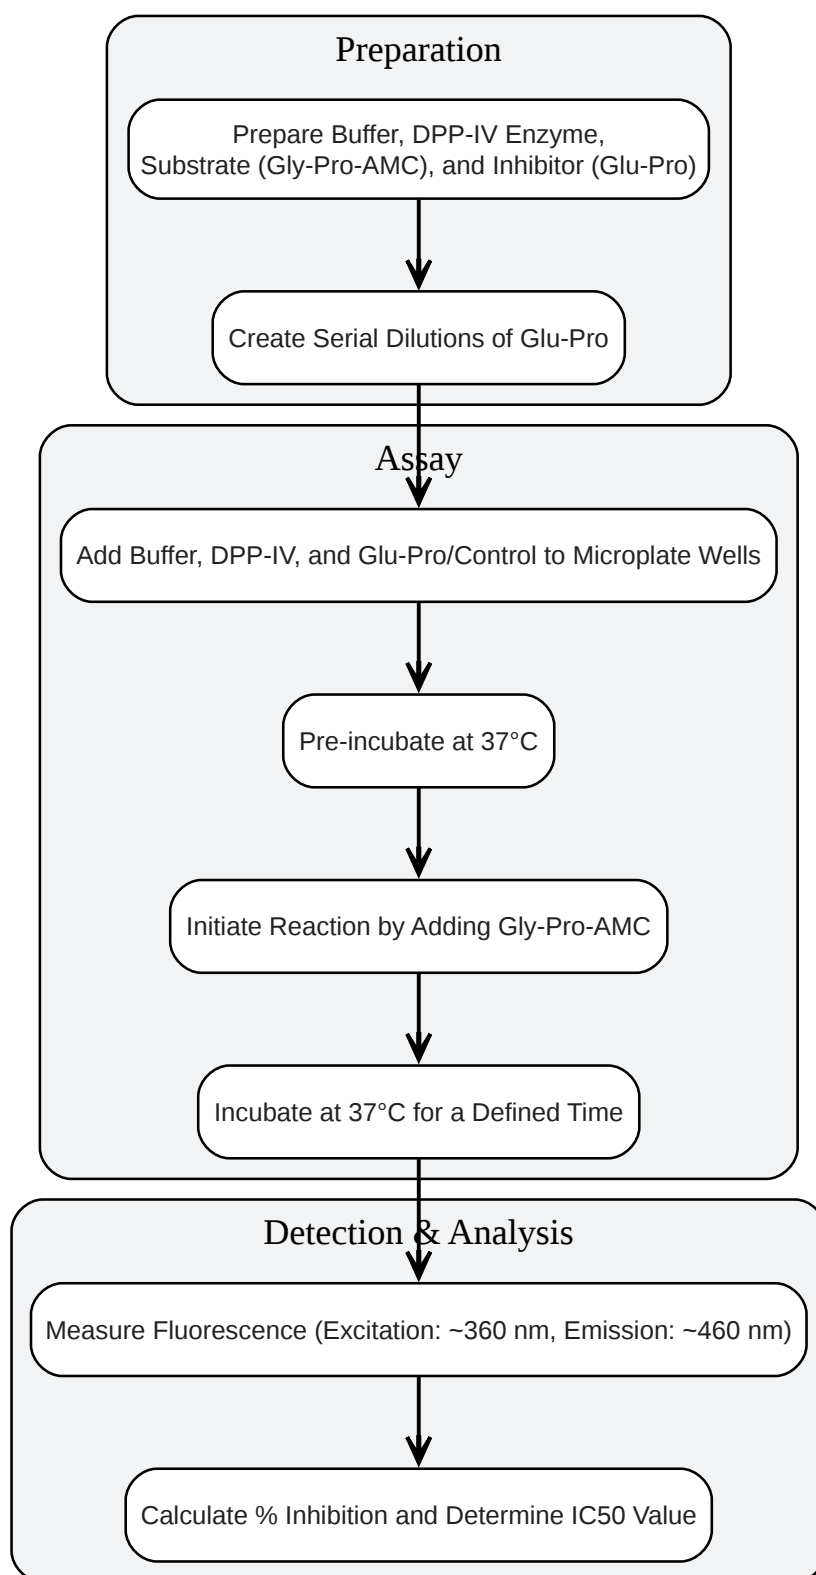 Preparation
Prepare Buffer, DPP-IV Enzyme,
Substrate (Gly-Pro-AMC), and Inhibitor (Glu-Pro)
Create Serial Dilutions of Glu-Pro
Assay
Add Buffer, DPP-IV, and Glu-Pro/Control to Microplate Wells
Pre-incubate at 37°C
Initiate Reaction by Adding Gly-Pro-AMC
Incubate at 37°C for a Defined Time
Detection & Analysis
Measure Fluorescence (Excitation: ~360 nm, Emission: ~460 nm)
Calculate % Inhibition and Determine IC50 Value